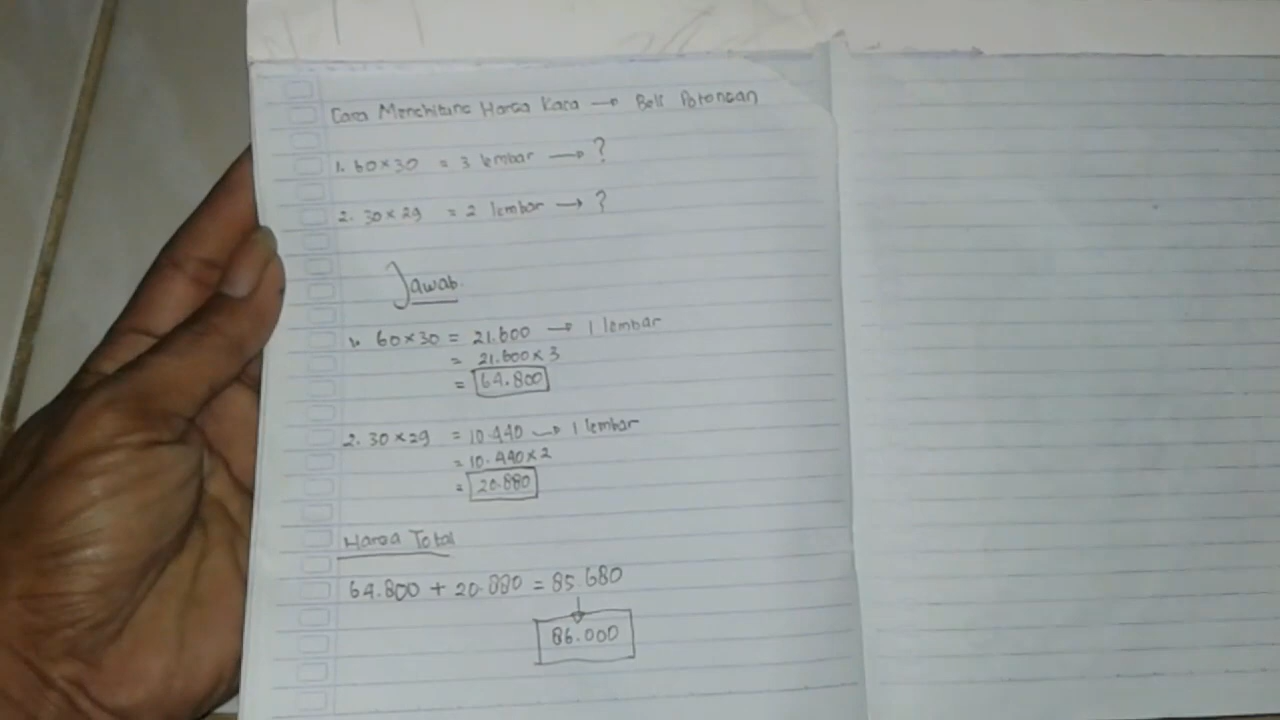 Cara Menghitung Harga Kaca → Beli Potongan
1. 60×30 = 3 lembar → ?
2. 30×29 = 2 lembar → ?
Jawab.
1. 60×30 = 21.600 → 1 lembar
= 21.600×3
= 64.800
2. 30×29 = 10.440 → 1 lembar
= 10.440×2
= 20.880
Harga Total
64.800 + 20.880 = 85.680
86.000